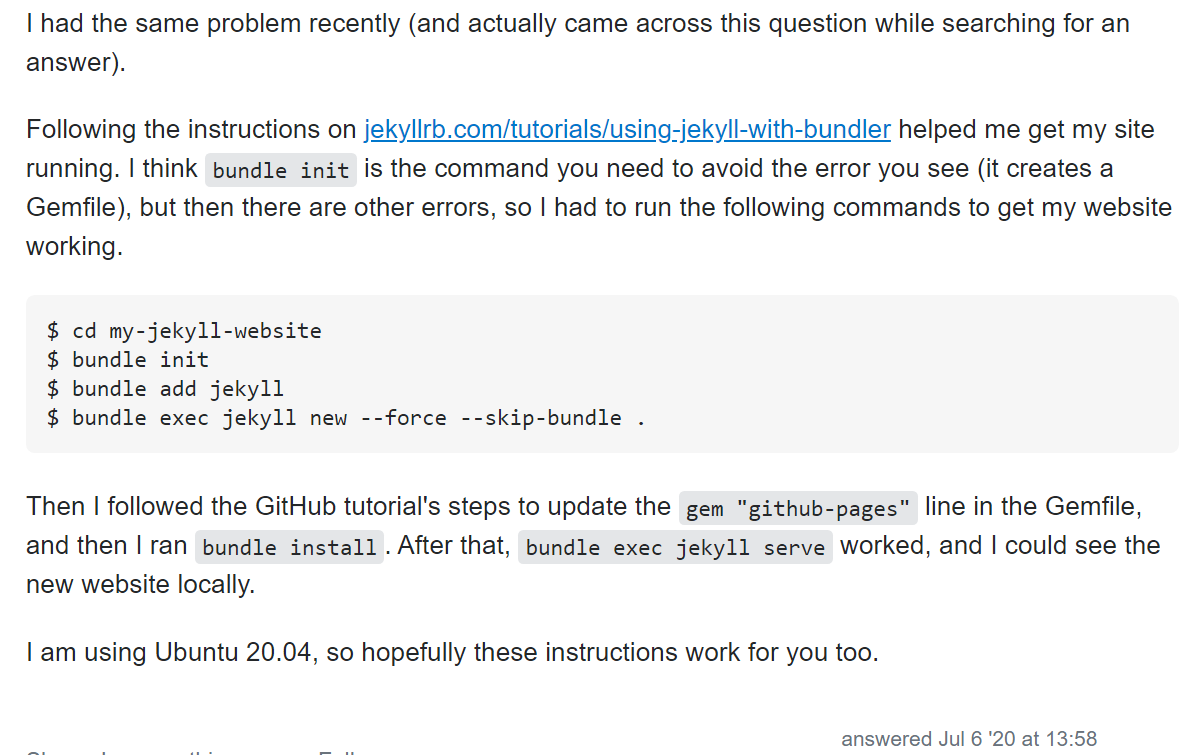 I had the same problem recently (and actually came across this question while searching for an
answer).
Following the instructions on jekyllrb.com/tutorials/using-jekyll-with-bundler helped me get my site
running. I think bundle init is the command you need to avoid the error you see (it creates a
Gemfile), but then there are other errors, so I had to run the following commands to get my website
working.
$ cd my-jekyll-website
$ bundle init
$ bundle add jekyll
$ bundle exec jekyll new --force --skip-bundle .
Then I followed the GitHub tutorial's steps to update the gem "github-pages" line in the Gemfile,
and then I ran bundle install. After that, bundle exec jekyll serve worked, and I could see the
new website locally.
I am using Ubuntu 20.04, so hopefully these instructions work for you too.
answered Jul 6 '20 at 13:58